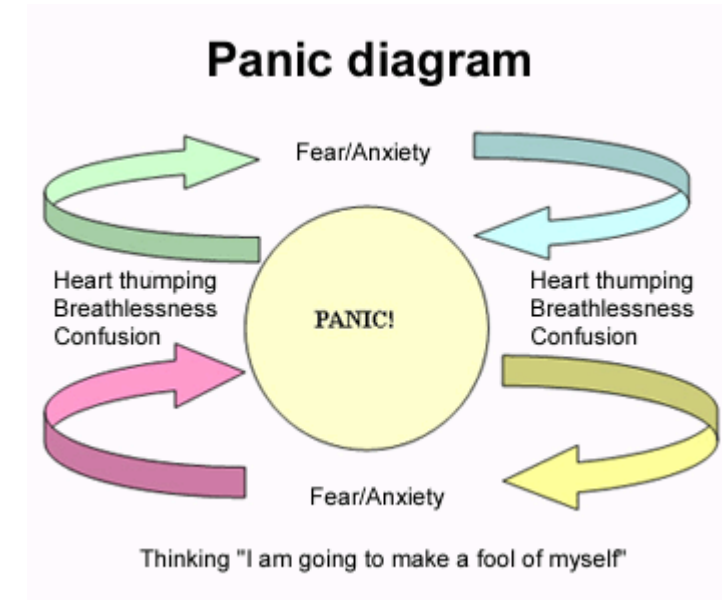 Panic diagram
Fear/Anxiety
Heart thumping
Breathlessness
Confusion
PANIC!
Heart thumping
Breathlessness
Confusion
Fear/Anxiety
Thinking "I am going to make a fool of myself"